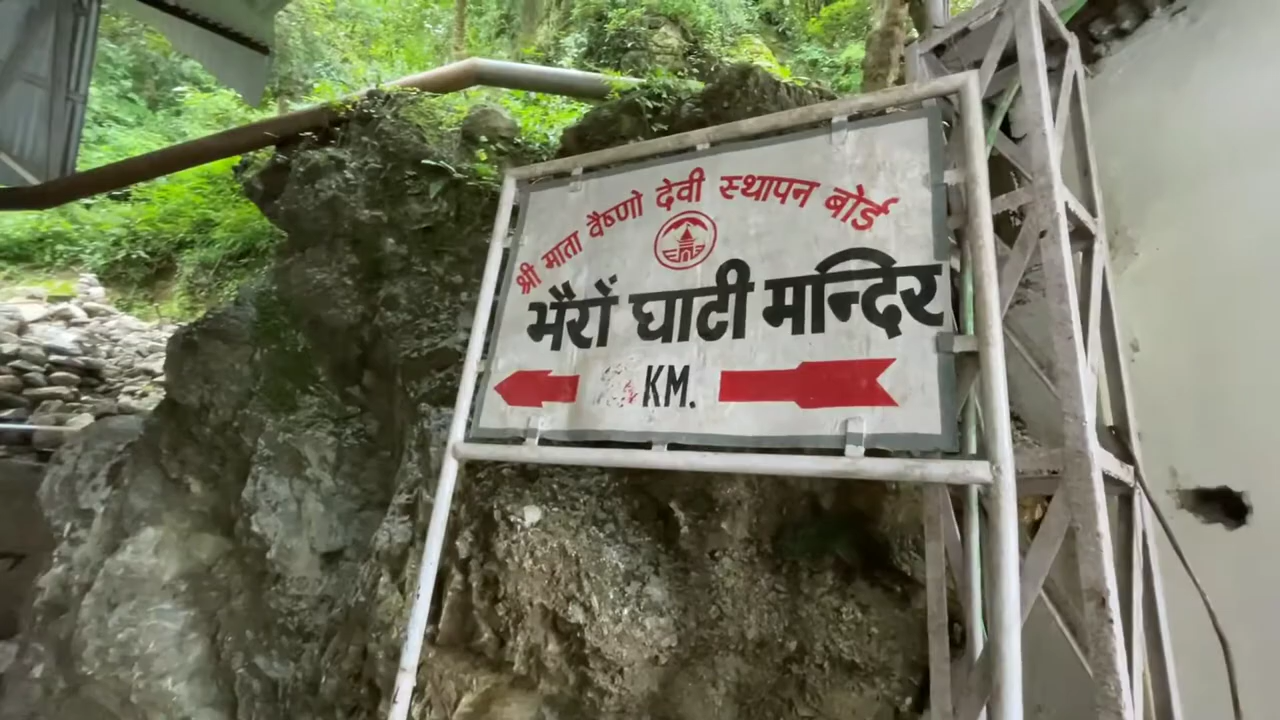 श्री माता वैष्णो देवी स्थापन बोर्ड
भैरों घाटी मन्दिर
KM.